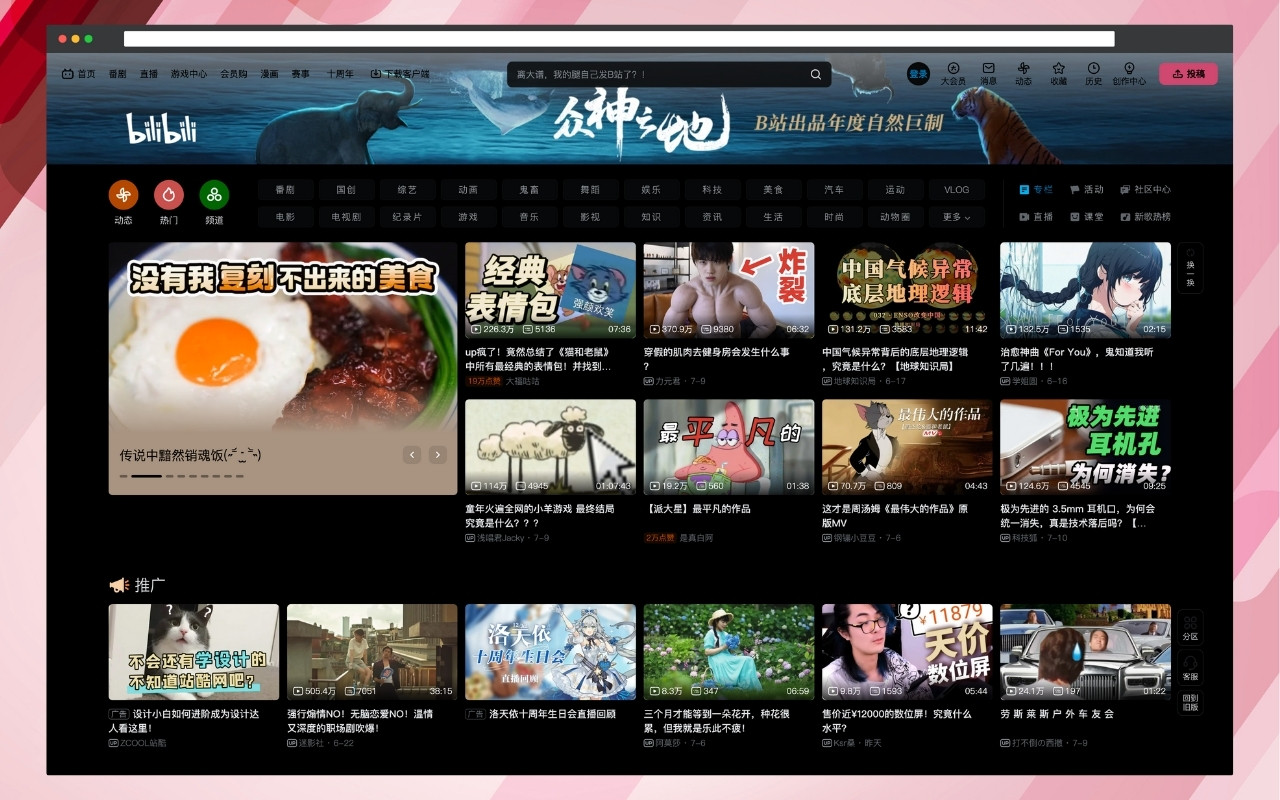 首页 番剧 直播 游戏中心 会员购 漫画 赛事 十周年 下载客户端
离大谱，我的腿自己发B站了？！
登录 大会员 消息 动态 收藏 历史 创作中心 投稿
bilibili
众神之地
B站出品年度自然巨制
动态 热门 频道
番剧 国创 综艺 动画 鬼畜 舞蹈 娱乐 科技 美食 汽车 运动 VLOG
电影 电视剧 纪录片 游戏 音乐 影视 知识 资讯 生活 时尚 动物圈 更多
专栏 活动 社区中心
直播 课堂 新歌热榜
没有我复刻不出来的美食
传说中黯然销魂饭
经典
表情包
强颜欢笑
226.3万 5136 07:36
up疯了！竟然总结了《猫和老鼠》
中所有最经典的表情包！并找到...
19万点赞 大猫咕咕
炸裂
370.9万 9380 06:32
穿假的肌肉去健身房会发生什么事
？
UP 力元君 · 7-9
中国气候异常
底层地理逻辑
131.2万 3583 11:42
中国气候异常背后的底层地理逻辑
，究竟是什么？【地球知识局】
UP 地球知识局 · 6-17
132.5万 1535 02:15
治愈神曲《For You》，鬼知道我听
了几遍！！！
UP 学姐圆 · 6-16
换一换
114万 4945 01:07:43
童年火遍全网的小羊游戏 最终结局
究竟是什么？？？
UP 浅唱君Jacky · 7-9
最平凡的
19.2万 560 01:38
【派大星】最平凡的作品
2万点赞 是真白阿
最伟大的作品
MV
70.7万 809 04:43
这才是周汤姆《最伟大的作品》原
版MV
UP 钢镚小豆豆 · 7-6
极为先进
耳机孔
为何消失?
124.6万 4545 09:25
极为先进的 3.5mm 耳机口，为何会
统一消失，真是技术落后吗？【...
UP 科技狐 · 7-10
推广
不会还有学设计的
不知道站酷网吧?
广告 设计小白如何进阶成为设计达
人看这里！
UP ZCOOL站酷
505.4万 7051 38:15
强行煽情NO！无脑恋爱NO！温情
又深度的职场剧吹爆！
UP 迷影社 · 6-22
洛天依
十周年生日会
直播回顾
广告 洛天依十周年生日会直播回顾
8.3万 347 06:59
三个月才能等到一朵花开，种花很
累，但我就是乐此不疲！
UP 阿莫莎 · 7-6
?
¥11879
天价
数位屏
9.8万 1593 05:44
售价近¥12000的数位屏！究竟什么
水平？
UP Ksr桑 · 昨天
24.1万 197 01:22
劳 斯 莱 斯 户 外 车 友 会
UP 打不倒の西撒 · 7-9
分区
客服
回到
旧版